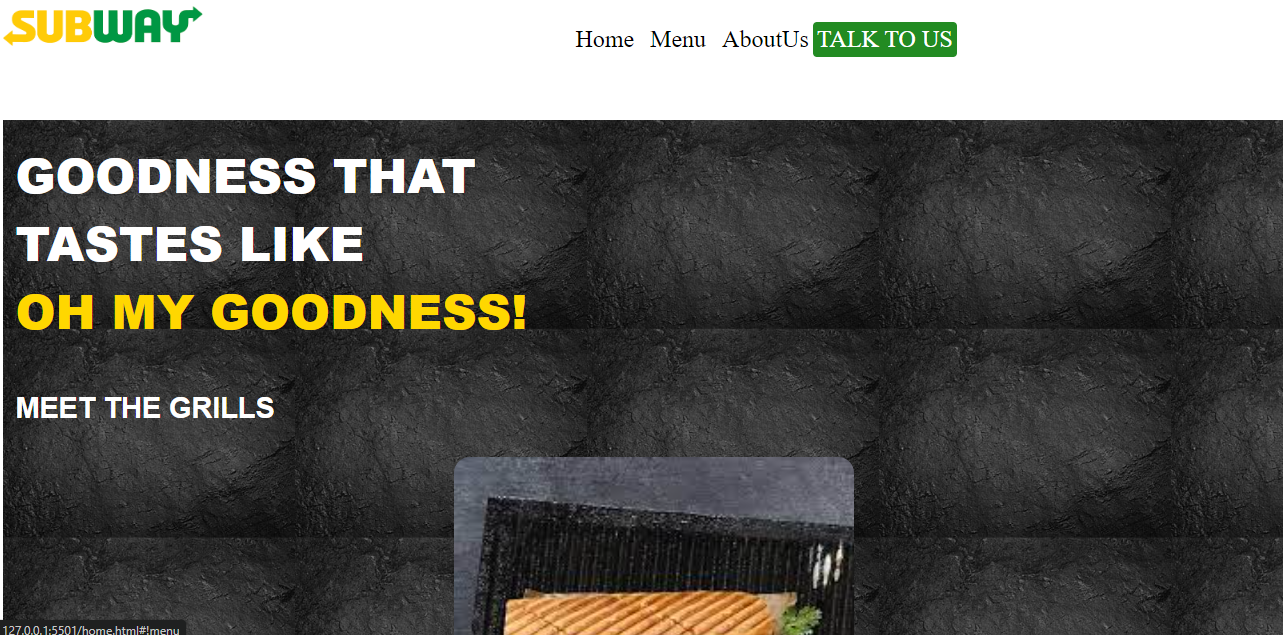 SUBWAY
Home Menu AboutUs TALK TO US
GOODNESS THAT
TASTES LIKE
OH MY GOODNESS!
MEET THE GRILLS
127.0.0.1:5501/home.html#!menu